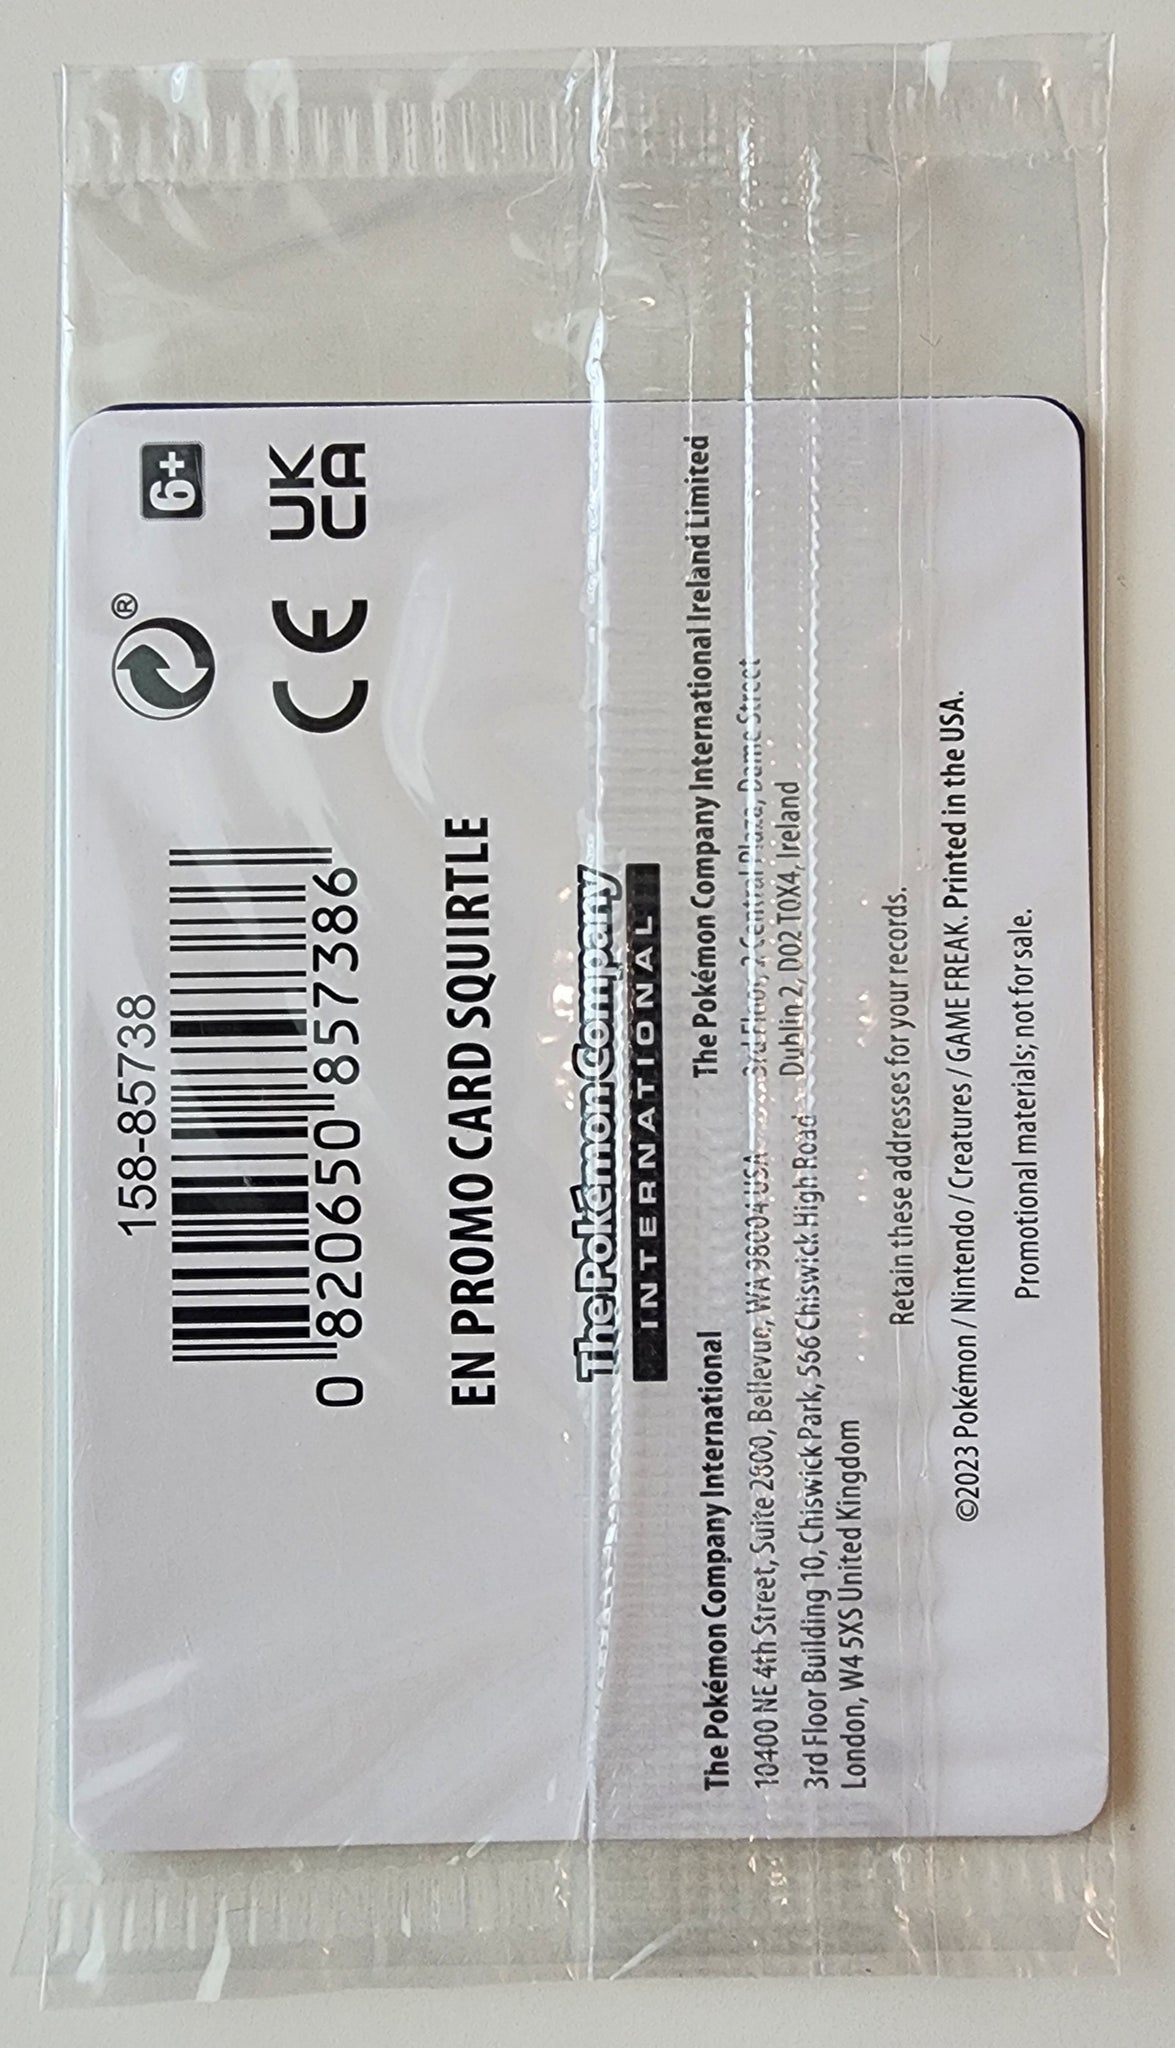 158-85738
0 820650 857386
® 6+
CE UK
CA
EN PROMO CARD SQUIRTLE
The Pokémon Company
INTERNATIONAL
The Pokémon Company International
10400 NE 4th Street, Suite 2800, Bellevue, WA 98004 USA
3rd Floor Building 10, Chiswick Park, 566 Chiswick High Road
London, W4 5XS United Kingdom
The Pokémon Company International Ireland Limited
3rd Floor, 2 Central Plaza, Dame Street
Dublin 2, D02 T0X4, Ireland
Retain these addresses for your records.
©2023 Pokémon / Nintendo / Creatures / GAME FREAK. Printed in the USA.
Promotional materials; not for sale.